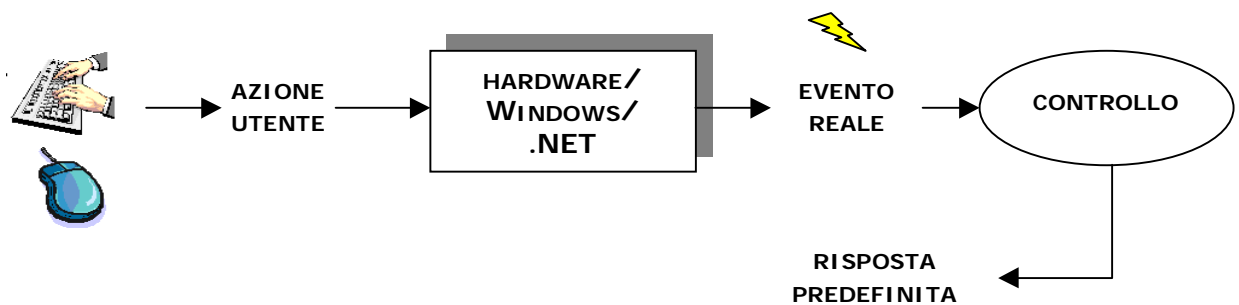 AZIONE
UTENTE
HARDWARE/
WINDOWS/
.NET
EVENTO
REALE
CONTROLLO
RISPOSTA
PREDEFINITA